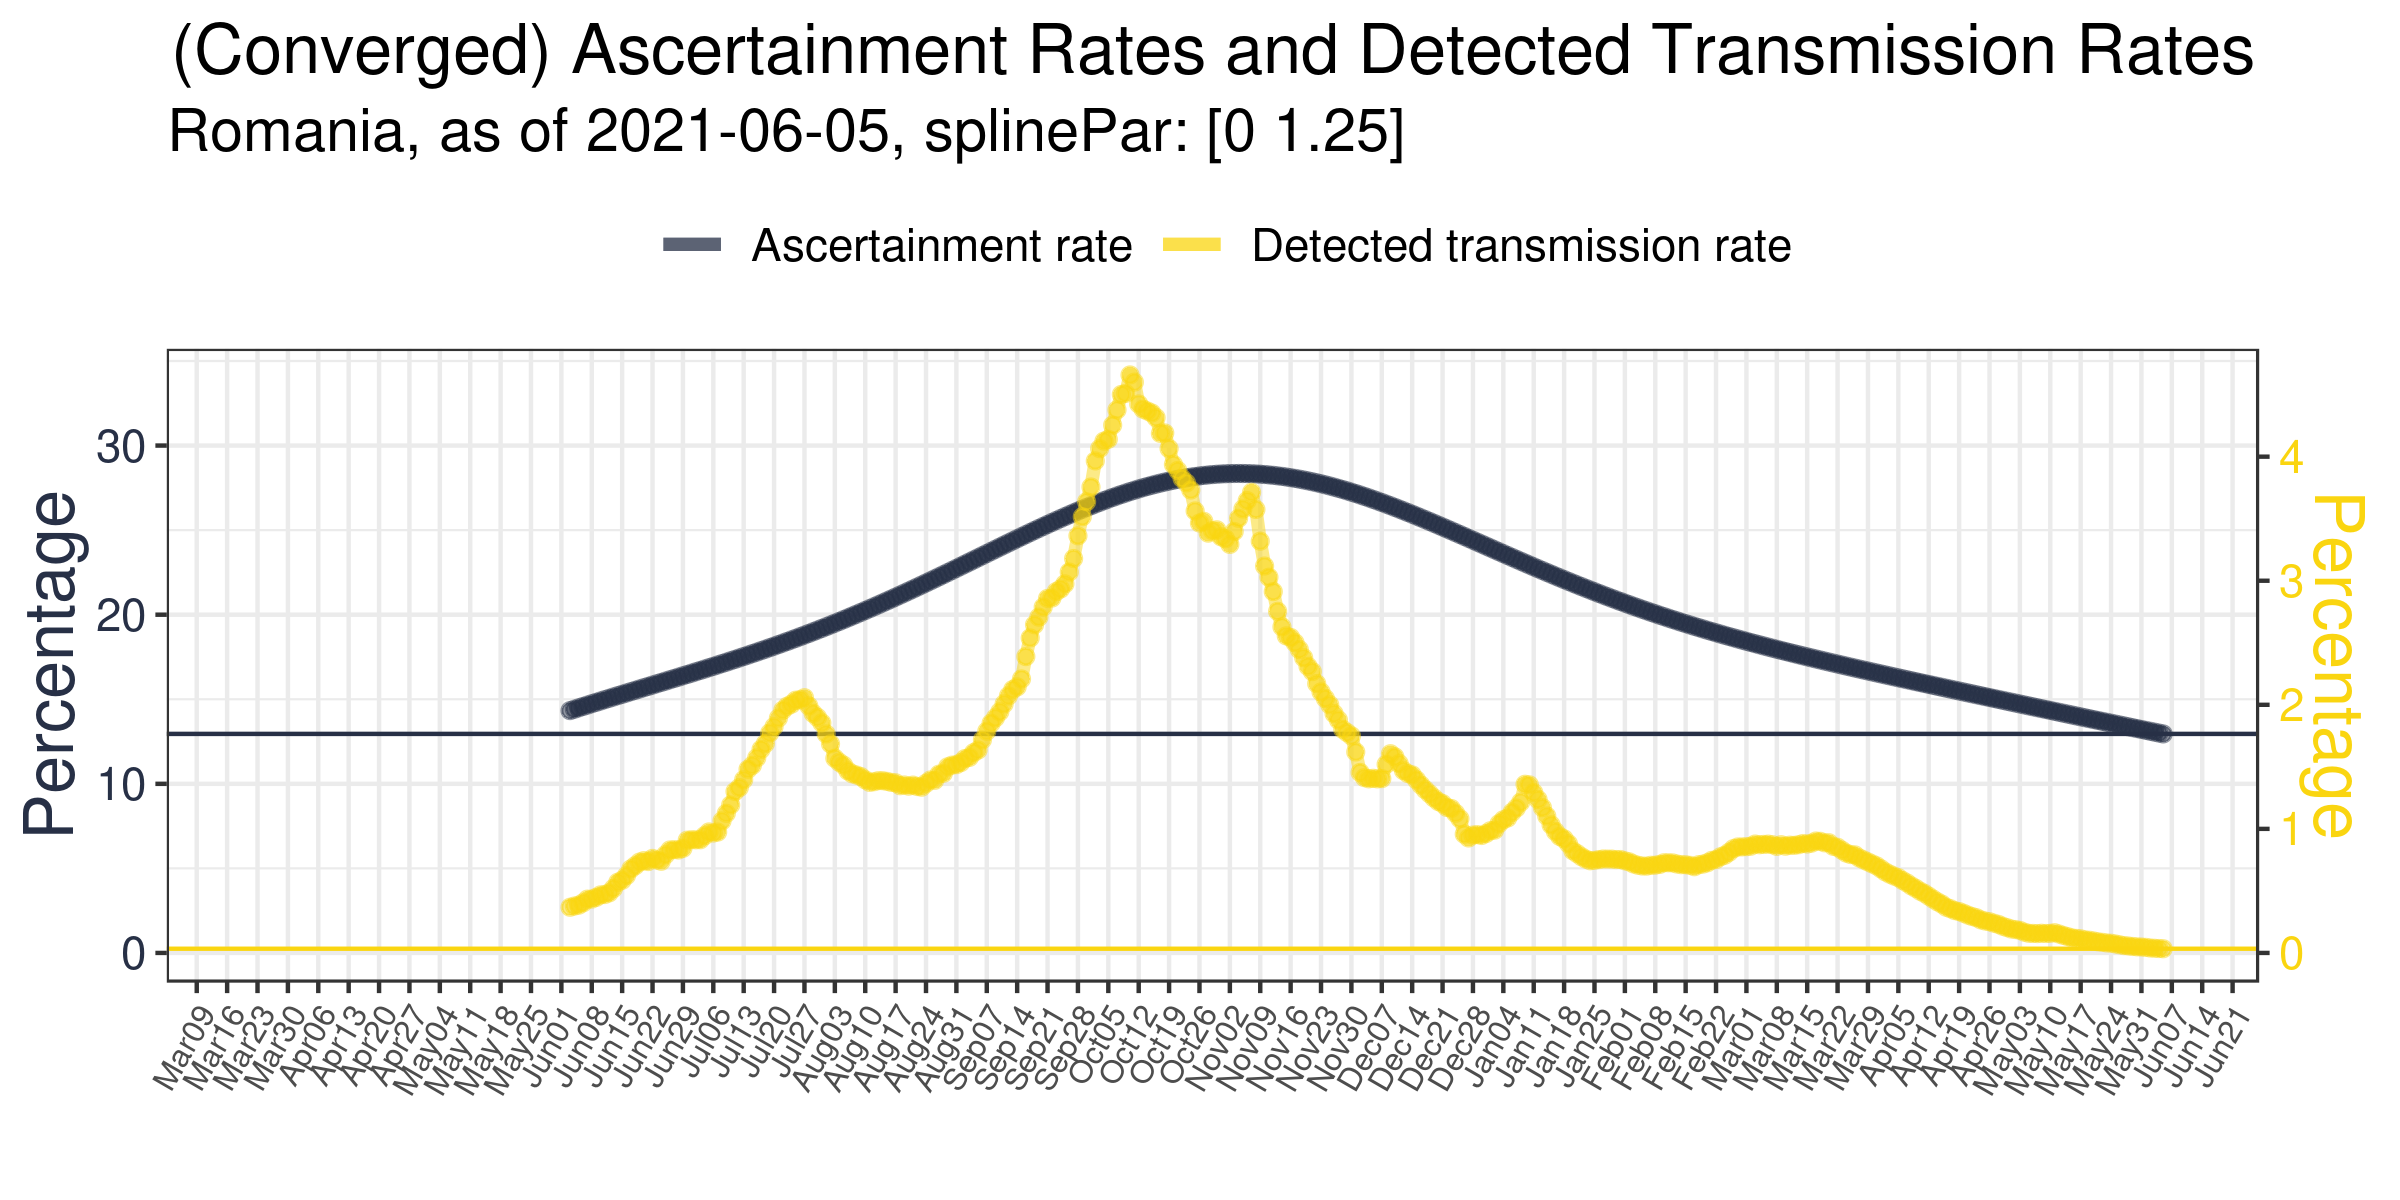 (Converged) Ascertainment Rates and Detected Transmission Rates
Romania, as of 2021-06-05, splinePar: [0 1.25]
Ascertainment rate Detected transmission rate
Percentage
30
20
10
0
4
3
2
1
0
Percentage
Mar09 Mar16 Mar23 Mar30 Apr06 Apr13 Apr20 Apr27 May04 May11 May18 May25 Jun01 Jun08 Jun15 Jun22 Jun29 Jul06 Jul13 Jul20 Jul27 Aug03 Aug10 Aug17 Aug24 Aug31 Sep07 Sep14 Sep21 Sep28 Oct05 Oct12 Oct19 Oct26 Nov02 Nov09 Nov16 Nov23 Nov30 Dec07 Dec14 Dec21 Dec28 Jan04 Jan11 Jan18 Jan25 Feb01 Feb08 Feb15 Feb22 Mar01 Mar08 Mar15 Mar22 Mar29 Apr05 Apr12 Apr19 Apr26 May03 May10 May17 May24 May31 Jun07 Jun14 Jun21